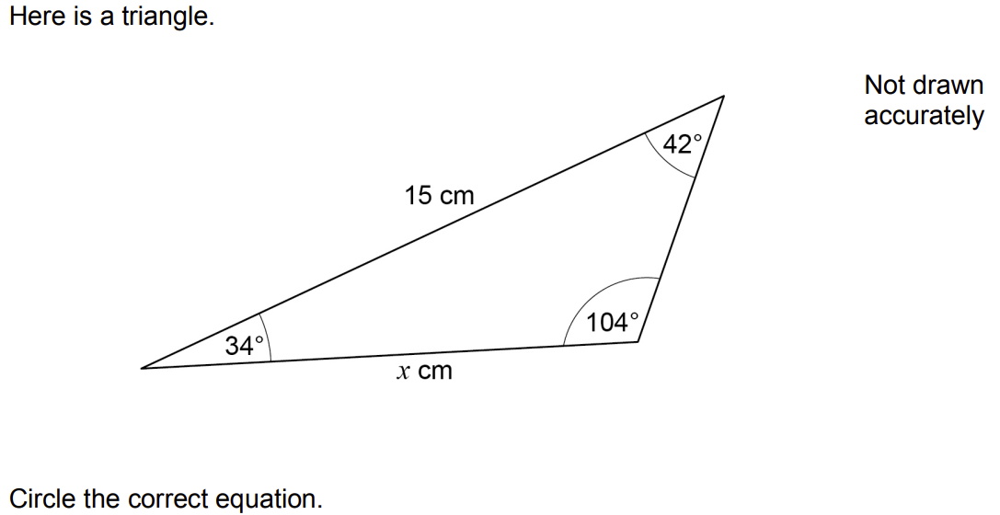 Here is a triangle.
Not drawn
accurately
42°
15 cm
104°
34°
x cm
Circle the correct equation.